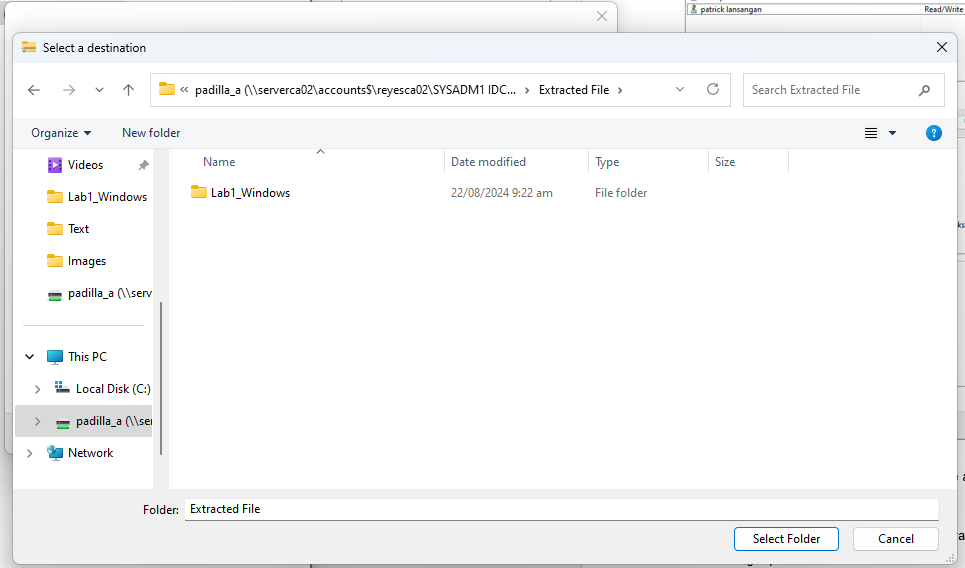 patrick lansangan Read/Write
Select a destination
« padilla_a (\\serverca02\accounts$\reyesca02\SYSADM1 IDC... > Extracted File >
Search Extracted File
Organize New folder
?
Name Date modified Type Size
Videos
Lab1_Windows
Text
Images
padilla_a (\\serv
This PC
Local Disk (C:)
padilla_a (\\ser
Network
Lab1_Windows 22/08/2024 9:22 am File folder
Folder: Extracted File
Select Folder Cancel